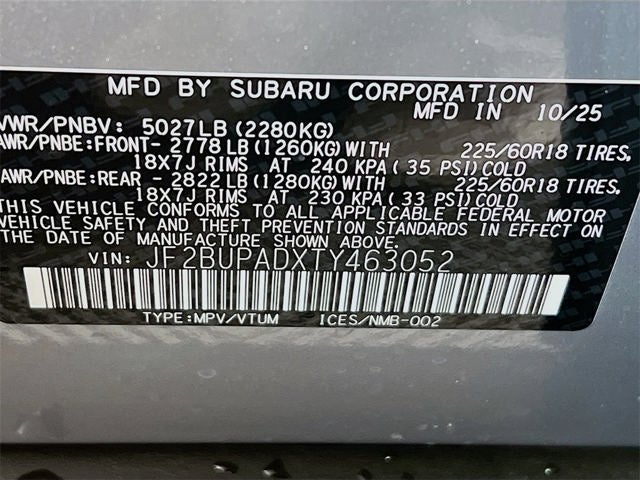 MFD BY SUBARU CORPORATION
MFD IN 10/25
VWR/PNBV: 5027LB (2280KG)
AWR/PNBE:FRONT- 2778 LB (1260KG) WITH 225/60R18 TIRES,
18X7J RIMS AT 240 KPA( 35 PSI) COLD
AWR/PNBE:REAR - 2822 LB (1280KG) WITH 225/60R18 TIRES,
18X7J RIMS AT 230 KPA( 33 PSI) COLD
THIS VEHICLE CONFORMS TO ALL APPLICABLE FEDERAL MOTOR
VEHICLE SAFETY AND THEFT PREVENTION STANDARDS IN EFFECT ON
THE DATE OF MANUFACTURE SHOWN ABOVE.
VIN: JF2BUPADXTY463052
TYPE:MPV/VTUM ICES/NMB-002